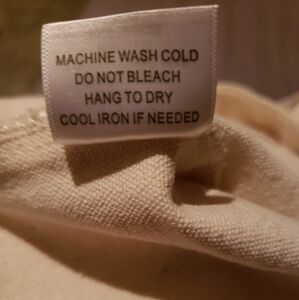 MACHINE WASH COLD
DO NOT BLEACH
HANG TO DRY
COOL IRON IF NEEDED